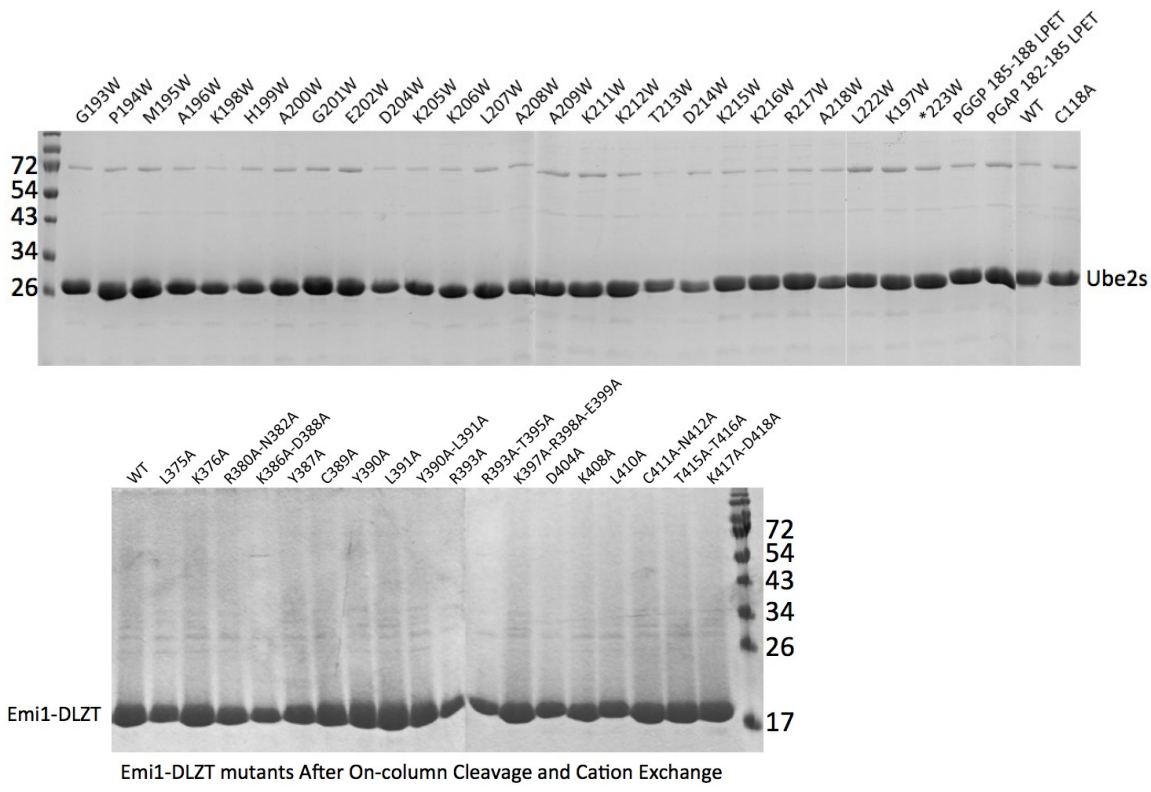 G193W
P194W
M195W
A196W
K198W
H199W
A200W
G201W
E202W
D204W
K205W
K206W
L207W
A208W
A209W
K211W
K212W
T213W
D214W
K215W
K216W
R217W
A218W
L222W
K197W
*223W
PGGP 185-188 LPET
PGAP 182-185 LPET
WT
C118A
72
54
43
34
26
Ube2s
WT
L375A
K376A
R380A-N382A
K386A-D388A
Y387A
C389A
Y390A
L391A
Y390A-L391A
R393A
R393A-T395A
K397A-R398A-E399A
D404A
K408A
L410A
C411A-N412A
T415A-T416A
K417A-D418A
72
54
43
34
26
17
Emi1-DLZT
Emi1-DLZT mutants After On-column Cleavage and Cation Exchange